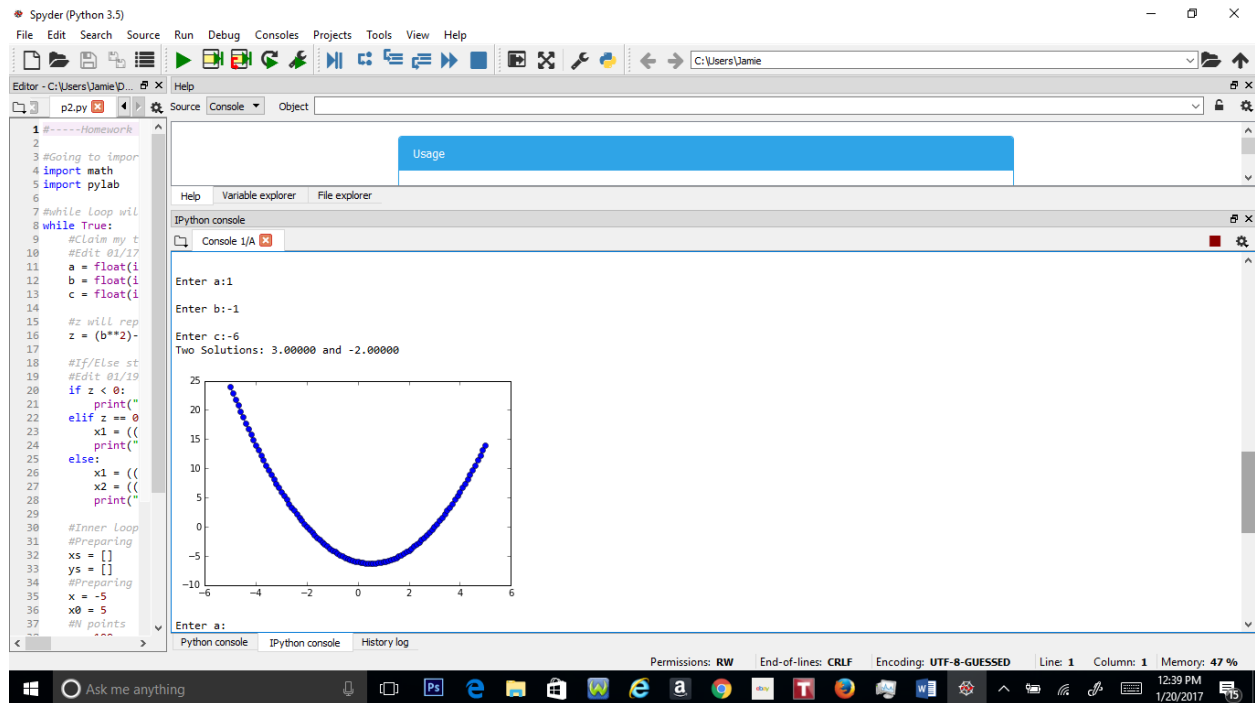 Spyder (Python 3.5)
File Edit Search Source Run Debug Consoles Projects Tools View Help
C:\Users\Jamie
Editor - C:\Users\Jamie\D...
Help
p2.py
Source Console Object
1 #-----Homework
2
3 #Going to impor
4 import math
5 import pylab
6
7 #while loop wil
8 while True:
9 #Claim my t
10 #Edit 01/17
11 a = float(i
12 b = float(i
13 c = float(i
14
15 #z will rep
16 z = (b**2)-
17
18 #If/Else st
19 #Edit 01/19
20 if z < 0:
21 print("
22 elif z == 0
23 x1 = ((
24 print("
25 else:
26 x1 = ((
27 x2 = ((
28 print("
29
30 #Inner loop
31 #Preparing
32 xs = []
33 ys = []
34 #Preparing
35 x = -5
36 x0 = 5
37 #N points
Usage
Help Variable explorer File explorer
IPython console
Console 1/A
Enter a:1
Enter b:-1
Enter c:-6
Two Solutions: 3.00000 and -2.00000
25
20
15
10
5
0
−5
−10
−6 −4 −2 0 2 4 6
Enter a:
Python console IPython console History log
Permissions: RW End-of-lines: CRLF Encoding: UTF-8-GUESSED Line: 1 Column: 1 Memory: 47 %
Ask me anything
Ps
a
ebay
T
W
12:39 PM
1/20/2017
15